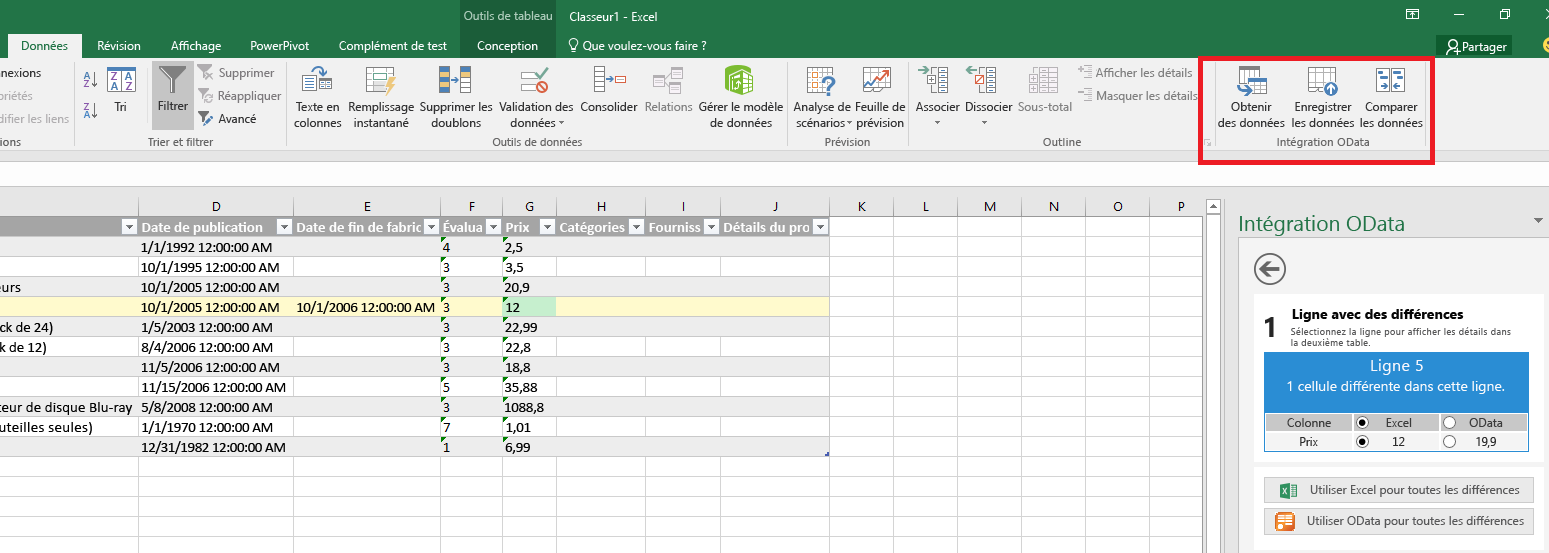 Outils de tableau Classeur1 - Excel
Données Révision Affichage PowerPivot Complément de test Conception Que voulez-vous faire ? Partager
nnexions
oriétés
difier les liens
ions
Tri
Filtrer
Supprimer
Réappliquer
Avancé
Trier et filtrer
Texte en
colonnes
Remplissage
instantané
Supprimer les
doublons
Validation des
données
Consolider
Relations
Gérer le modèle
de données
Outils de données
Analyse de
scénarios
Feuille de
prévision
Prévision
Associer
Dissocier
Sous-total
Afficher les détails
Masquer les détails
Outline
Obtenir
des données
Enregistrer
les données
Comparer
les données
Intégration OData
D E F G H I J K L M N O P
Date de publication Date de fin de fabric Évalua Prix Catégories Fourniss Détails du pro
1/1/1992 12:00:00 AM 4 2,5
10/1/1995 12:00:00 AM 3 3,5
eurs 10/1/2005 12:00:00 AM 3 20,9
10/1/2005 12:00:00 AM 10/1/2006 12:00:00 AM 3 12
ck de 24) 1/5/2003 12:00:00 AM 3 22,99
k de 12) 8/4/2006 12:00:00 AM 3 22,8
11/5/2006 12:00:00 AM 3 18,8
11/15/2006 12:00:00 AM 5 35,88
teur de disque Blu-ray 5/8/2008 12:00:00 AM 3 1088,8
uteilles seules) 1/1/1970 12:00:00 AM 7 1,01
12/31/1982 12:00:00 AM 1 6,99
Intégration OData
1 Ligne avec des différences
Sélectionnez la ligne pour afficher les détails dans
la deuxième table.
Ligne 5
1 cellule différente dans cette ligne.
Colonne Excel OData
Prix 12 19,9
Utiliser Excel pour toutes les différences
Utiliser OData pour toutes les différences